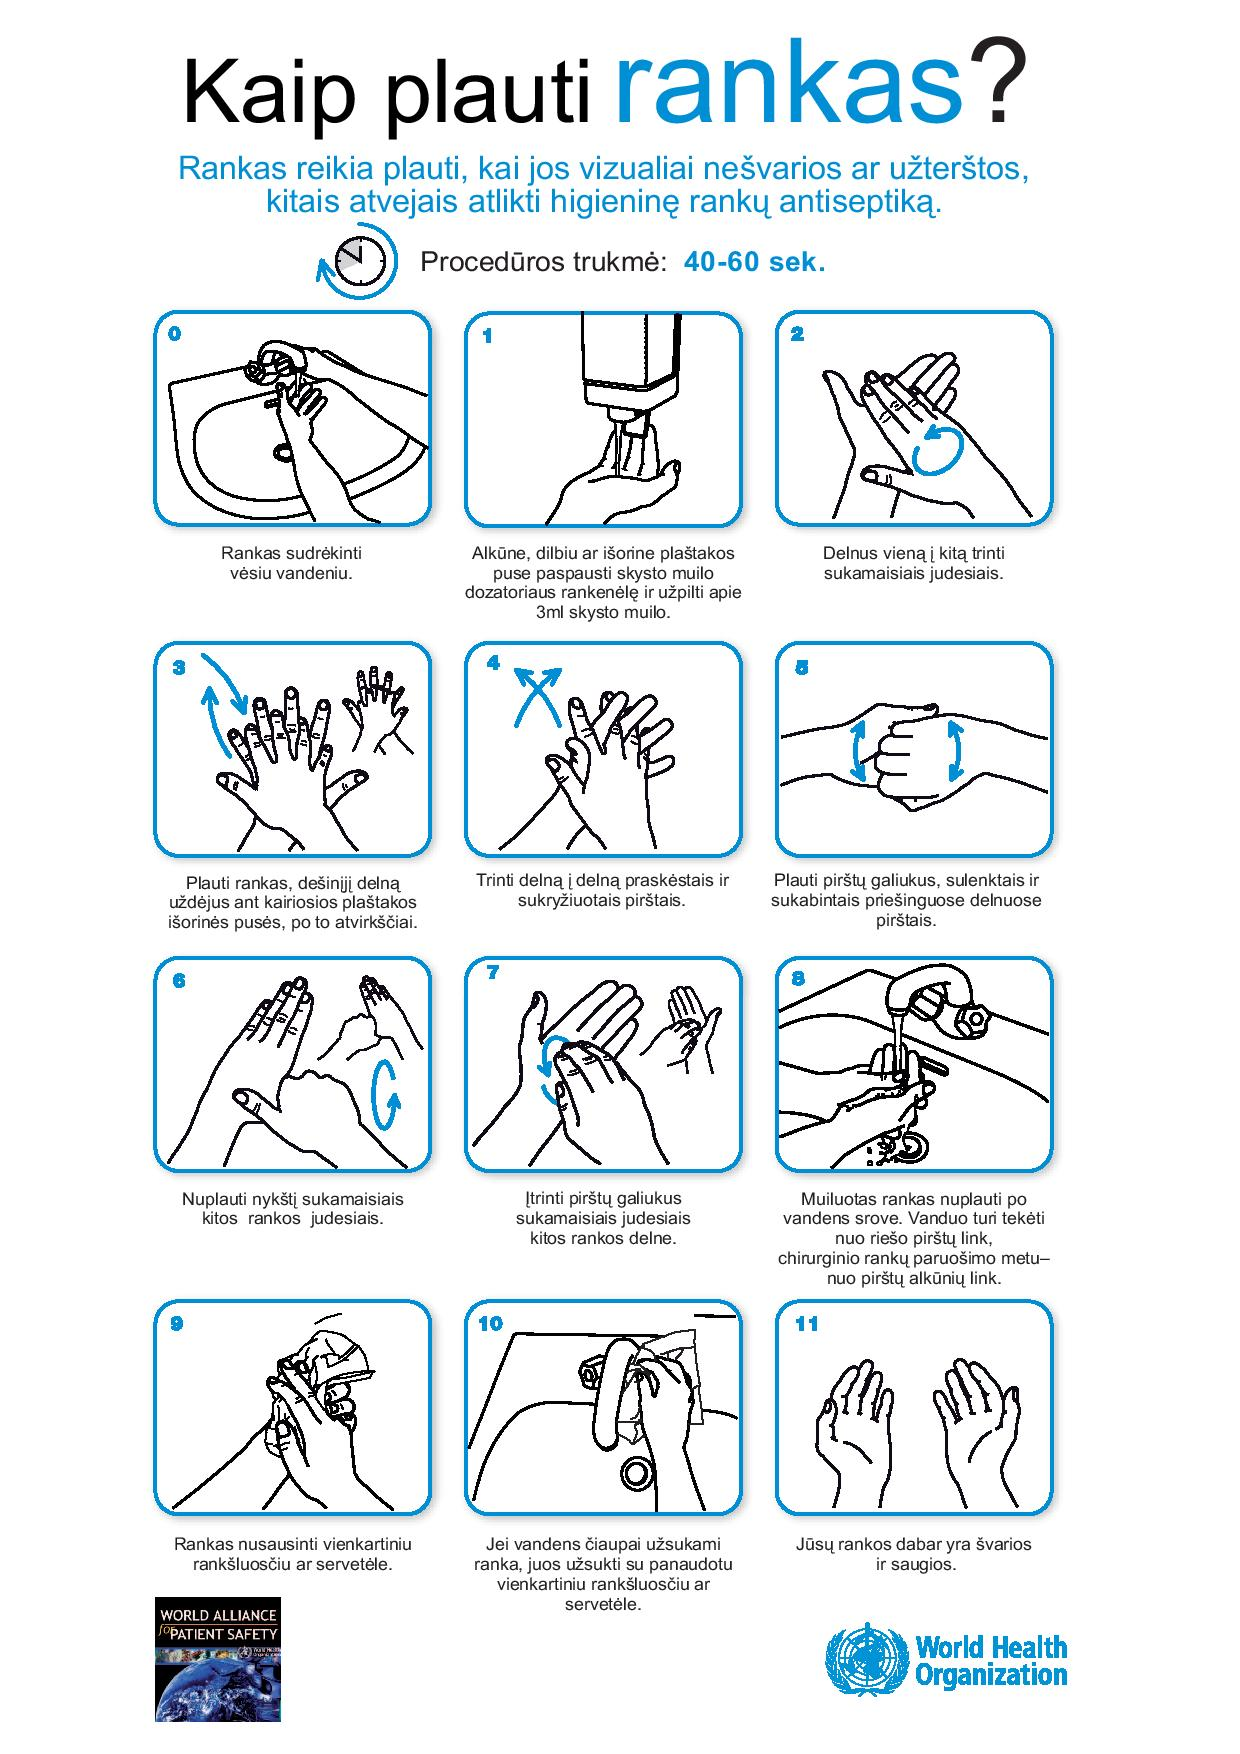 Kaip plauti rankas?
Rankas reikia plauti, kai jos vizualiai nešvarios ar užterštos,
kitais atvejais atlikti higieninę rankų antiseptiką.
Procedūros trukmė: 40-60 sek.
0
1
2
Rankas sudrėkinti
vėsiu vandeniu.
Alkūne, dilbiu ar išorine plaštakos
puse paspausti skysto muilo
dozatoriaus rankenėlę ir užpilti apie
3ml skysto muilo.
Delnus vieną į kitą trinti
sukamaisiais judesiais.
3
4
5
Plauti rankas, dešinįjį delną
uždėjus ant kairiosios plaštakos
išorinės pusės, po to atvirkščiai.
Trinti delną į delną praskėstais ir
sukryžiuotais pirštais.
Plauti pirštų galiukus, sulenktais ir
sukabintais priešinguose delnuose
pirštais.
6
7
8
Nuplauti nykštį sukamaisiais
kitos rankos judesiais.
Įtrinti pirštų galiukus
sukamaisiais judesiais
kitos rankos delne.
Muiluotas rankas nuplauti po
vandens srove. Vanduo turi tekėti
nuo riešo pirštų link,
chirurginio rankų paruošimo metu–
nuo pirštų alkūnių link.
9
10
11
Rankas nusausinti vienkartiniu
rankšluosčiu ar servetėle.
Jei vandens čiaupai užsukami
ranka, juos užsukti su panaudotu
vienkartiniu rankšluosčiu ar
servetėle.
Jūsų rankos dabar yra švarios
ir saugios.
WORLD ALLIANCE
for PATIENT SAFETY
World Health
Organization
World Health
Organization